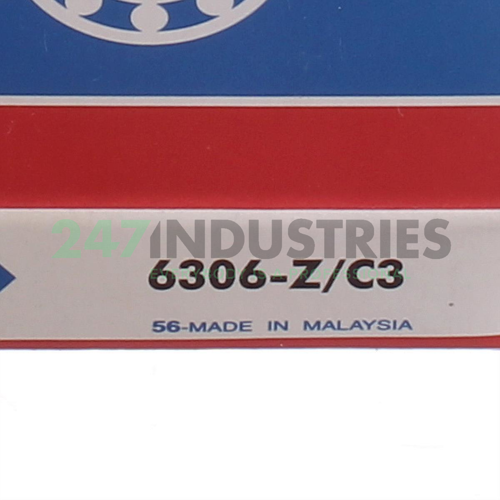 247INDUSTRIES
6306-Z/C3
56-MADE IN MALAYSIA